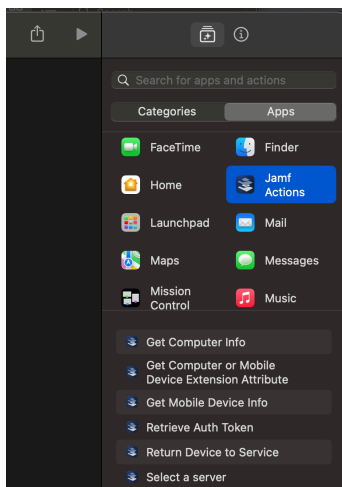 Search for apps and actions
Categories
Apps
FaceTime
Finder
Home
Jamf
Actions
Launchpad
Mail
Maps
Messages
Mission
Control
Music
Get Computer Info
Get Computer or Mobile
Device Extension Attribute
Get Mobile Device Info
Retrieve Auth Token
Return Device to Service
Select a server